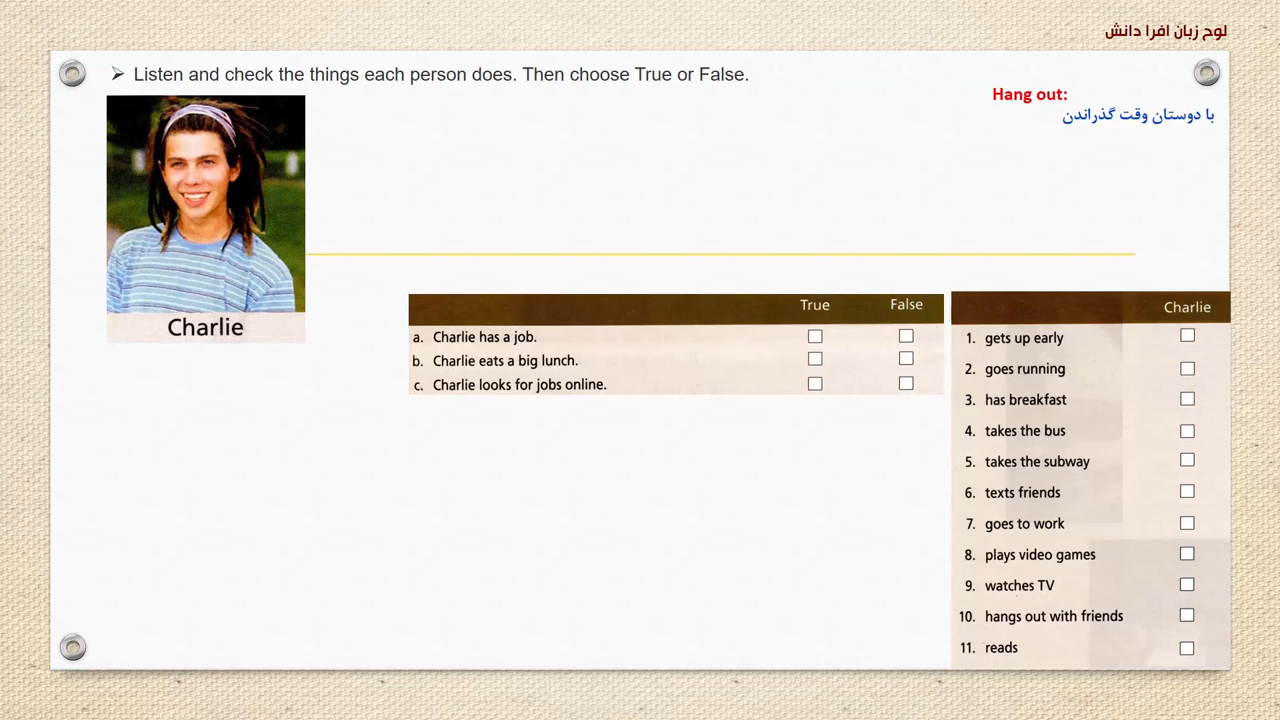 لوح زبان افرا دانش
➢ Listen and check the things each person does. Then choose True or False.
Hang out:
با دوستان وقت گذراندن
Charlie
True False
a. Charlie has a job.
b. Charlie eats a big lunch.
c. Charlie looks for jobs online.
Charlie
1. gets up early
2. goes running
3. has breakfast
4. takes the bus
5. takes the subway
6. texts friends
7. goes to work
8. plays video games
9. watches TV
10. hangs out with friends
11. reads